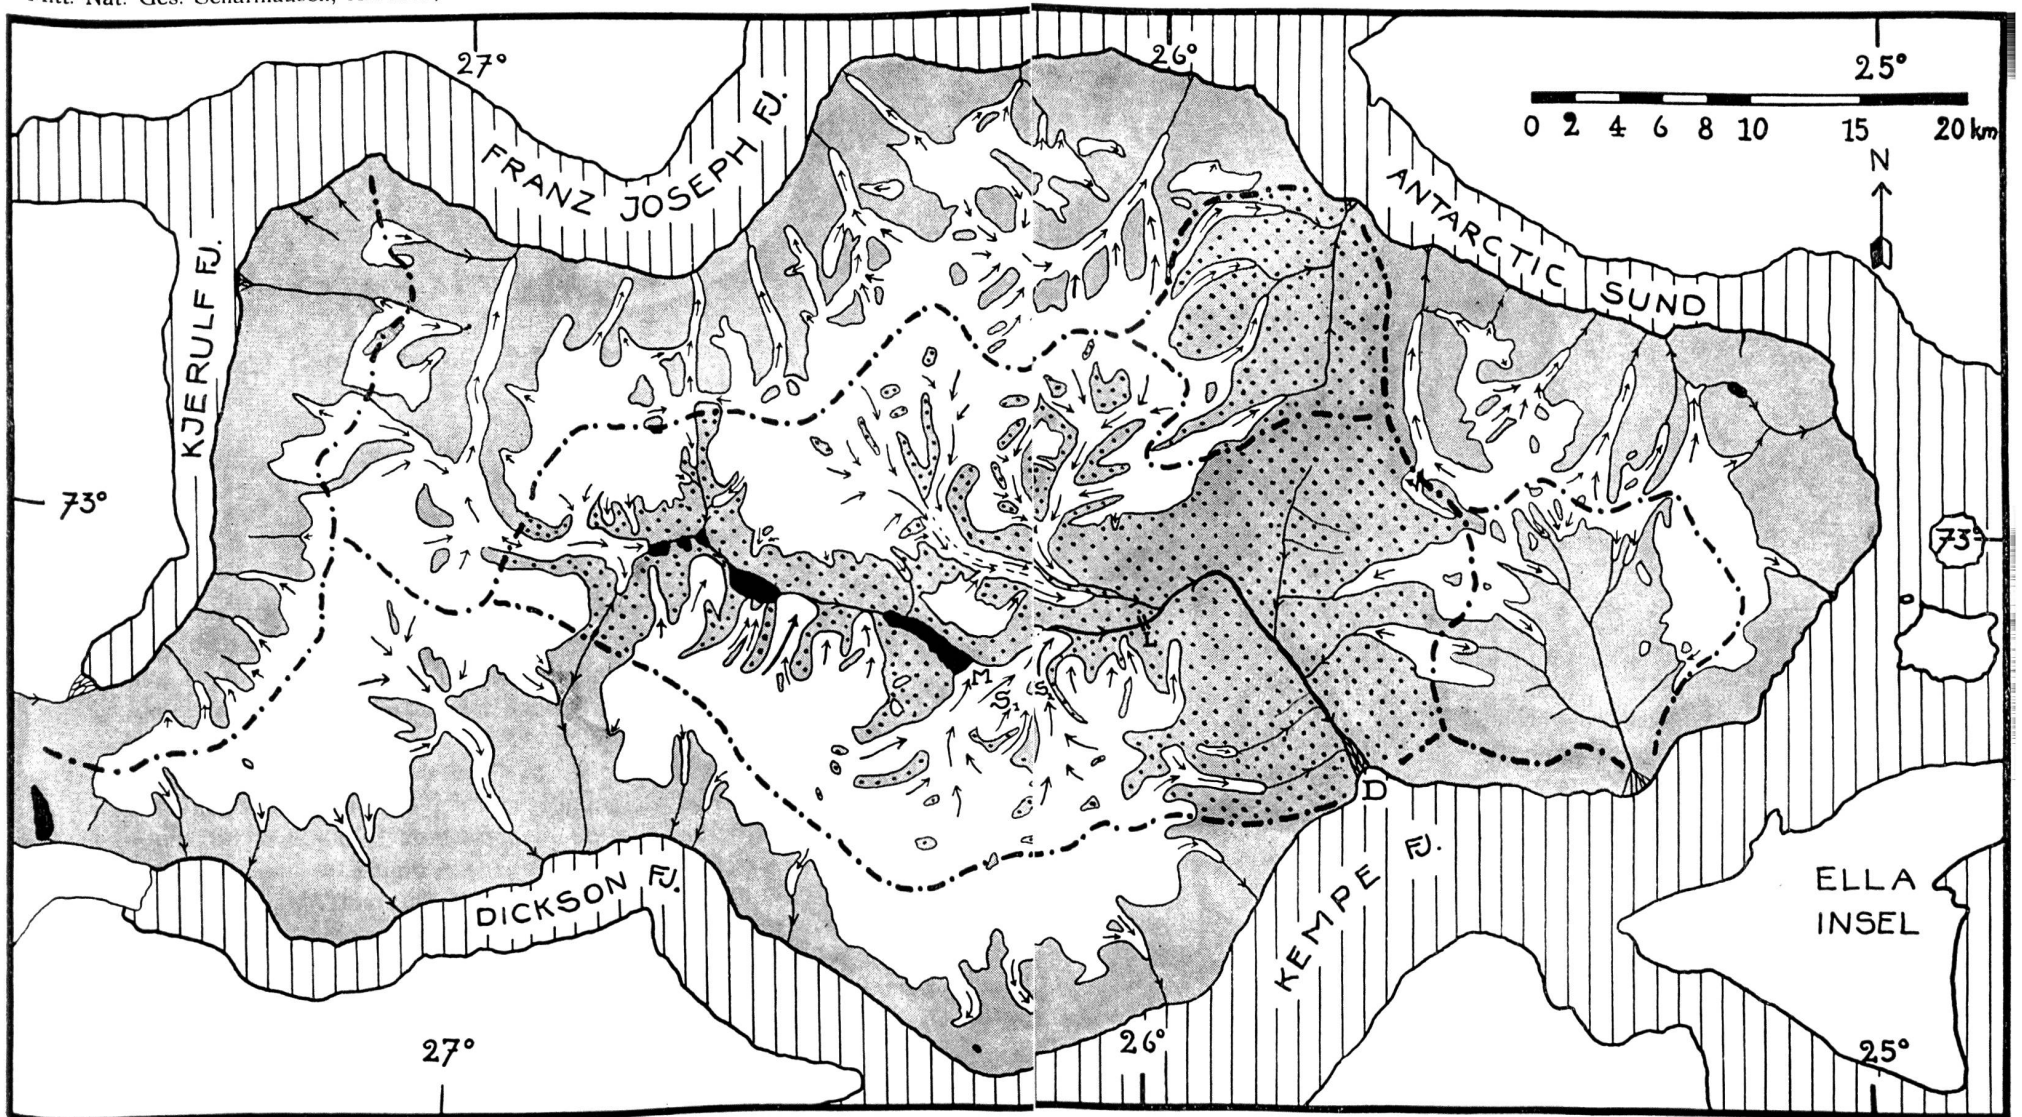 27°
26°
25°
0 2 4 6 8 10 15 20 km
N
FRANZ JOSEPH FJ.
ANTARCTIC SUND
KJERULF FJ.
73°
73°
L
M
S₁
S
D
DICKSON FJ.
KEMPE FJ.
ELLA
INSEL
27°
26°
25°